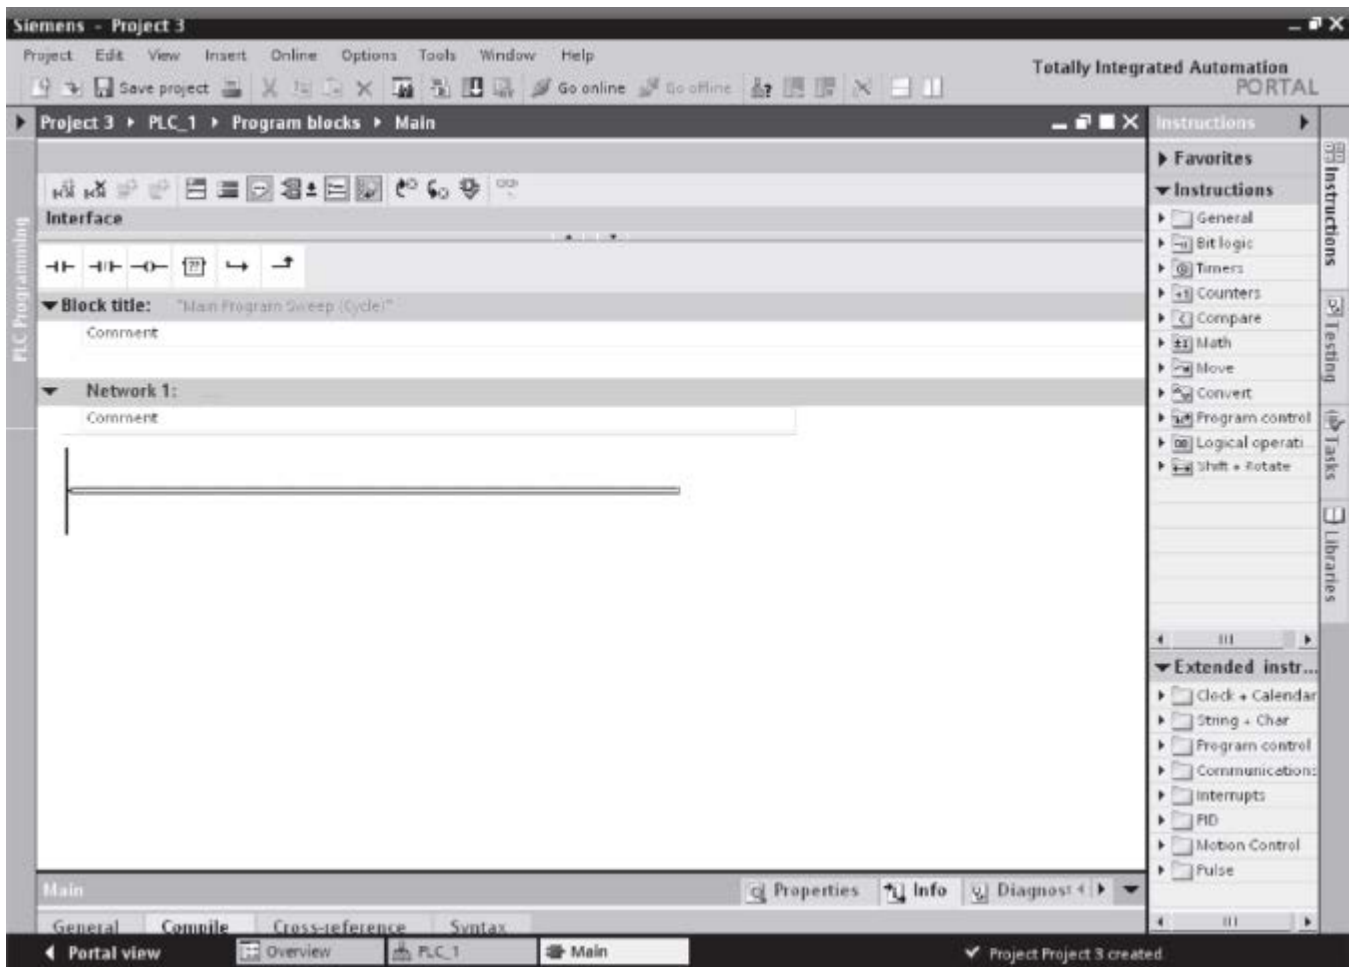 Siemens - Project 3
Project Edit View Insert Online Options Tools Window Help
Totally Integrated Automation
PORTAL
Save project Go online Go offline
Project 3 PLC_1 Program blocks Main
Instructions
Favorites
Instructions
General
Bit logic
Timers
Counters
Compare
Math
Move
Convert
Program control
Logical operati...
Shift + Rotate
Interface
Block title: "Main Program Sweep (Cycle)"
Comment
Network 1:
Comment
PLC Programming
Instructions
Testing
Tasks
Libraries
Extended instr...
Clock + Calendar
String + Char
Program control
Communications
Interrupts
PID
Motion Control
Pulse
Main
Properties Info Diagnost
General Compile Cross-reference Syntax
Portal view Overview PLC_1 Main
Project Project 3 created